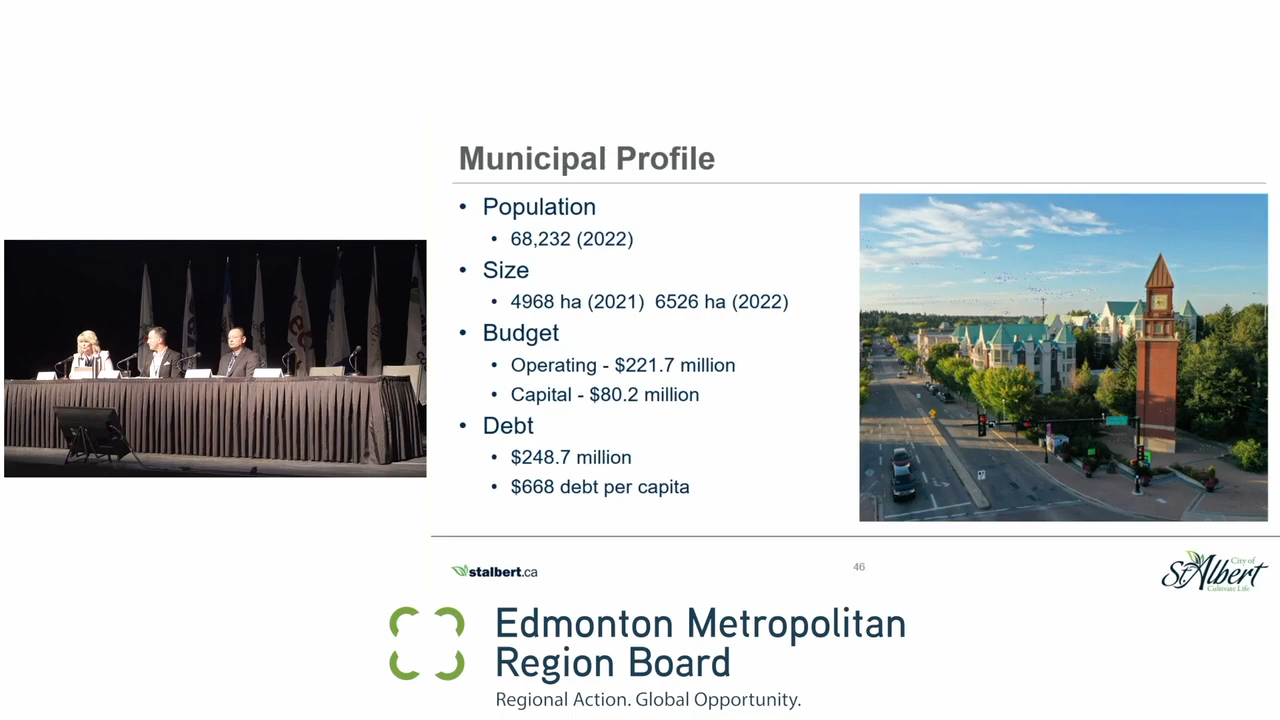 Municipal Profile
• Population
• 68,232 (2022)
• Size
• 4968 ha (2021) 6526 ha (2022)
• Budget
• Operating - $221.7 million
• Capital - $80.2 million
• Debt
• $248.7 million
• $668 debt per capita
stalbert.ca
46
City of
St.Albert
Cultivate Life
Edmonton Metropolitan
Region Board
Regional Action. Global Opportunity.